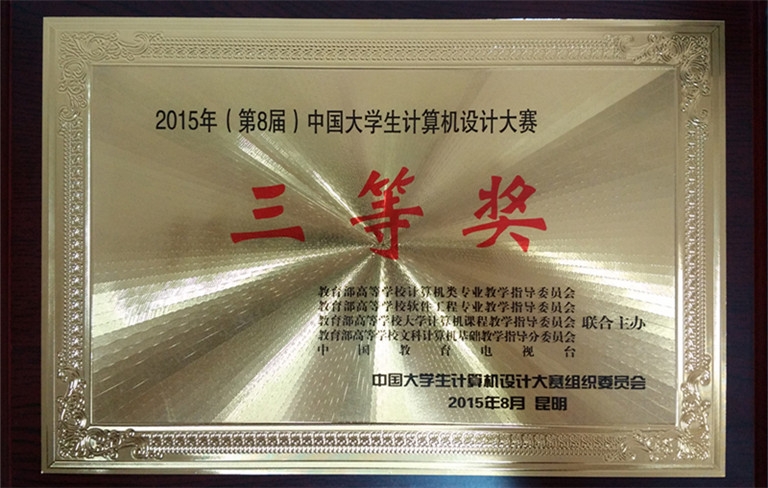 2015年（第8届）中国大学生计算机设计大赛
三等奖
教育部高等学校计算机类专业教学指导委员会
教育部高等学校软件工程专业教学指导委员会
教育部高等学校大学计算机课程教学指导委员会 联合主办
教育部高等学校文科计算机基础教学指导分委员会
中国教育电视台
中国大学生计算机设计大赛组织委员会
2015年8月 昆明